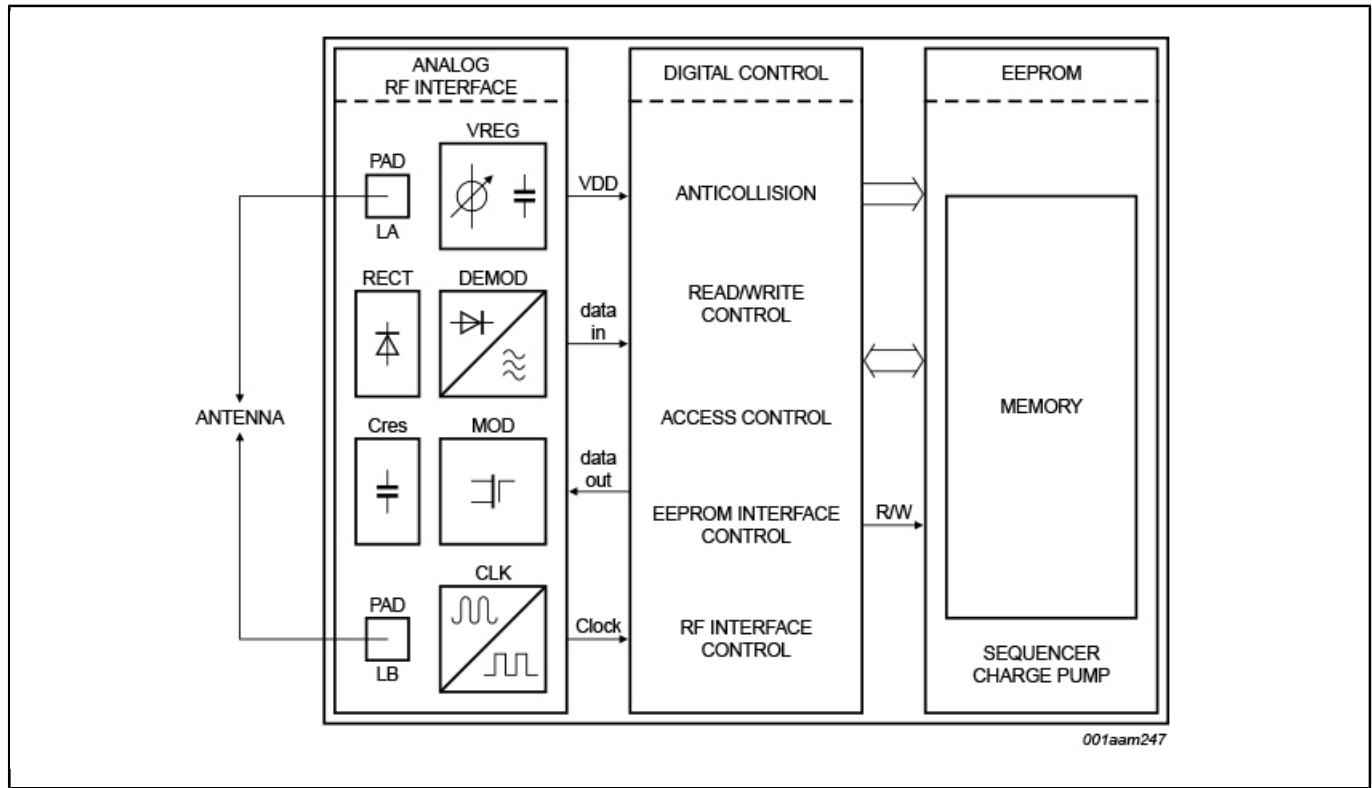 ANALOG
RF INTERFACE
VREG
PAD
LA
RECT
DEMOD
Cres
MOD
CLK
PAD
LB
ANTENNA
VDD
data
in
data
out
Clock
DIGITAL CONTROL
ANTICOLLISION
READ/WRITE
CONTROL
ACCESS CONTROL
EEPROM INTERFACE
CONTROL
RF INTERFACE
CONTROL
R/W
EEPROM
MEMORY
SEQUENCER
CHARGE PUMP
001aam247